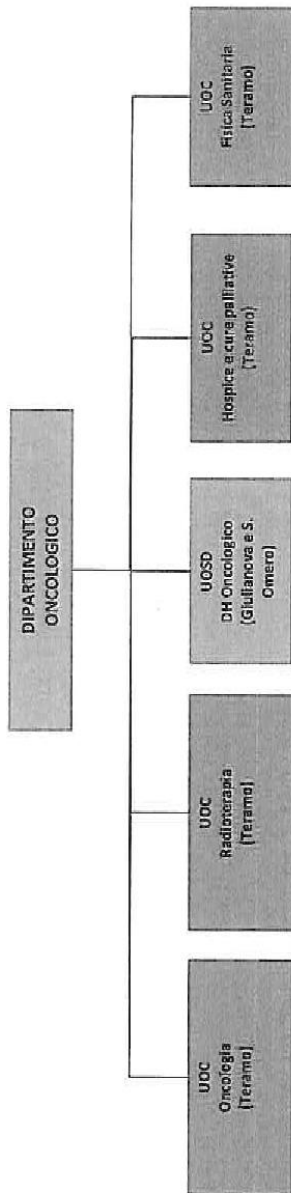 DIPARTIMENTO
ONCOLOGICO
UOC
Oncologia
(Teramo)
UOC
Radioterapia
(Teramo)
UOSD
DH Oncologico
(Giulianova e S.
Omero)
UOC
Hospice e cure palliative
(Teramo)
UOC
Fisica Sanitaria
(Teramo)